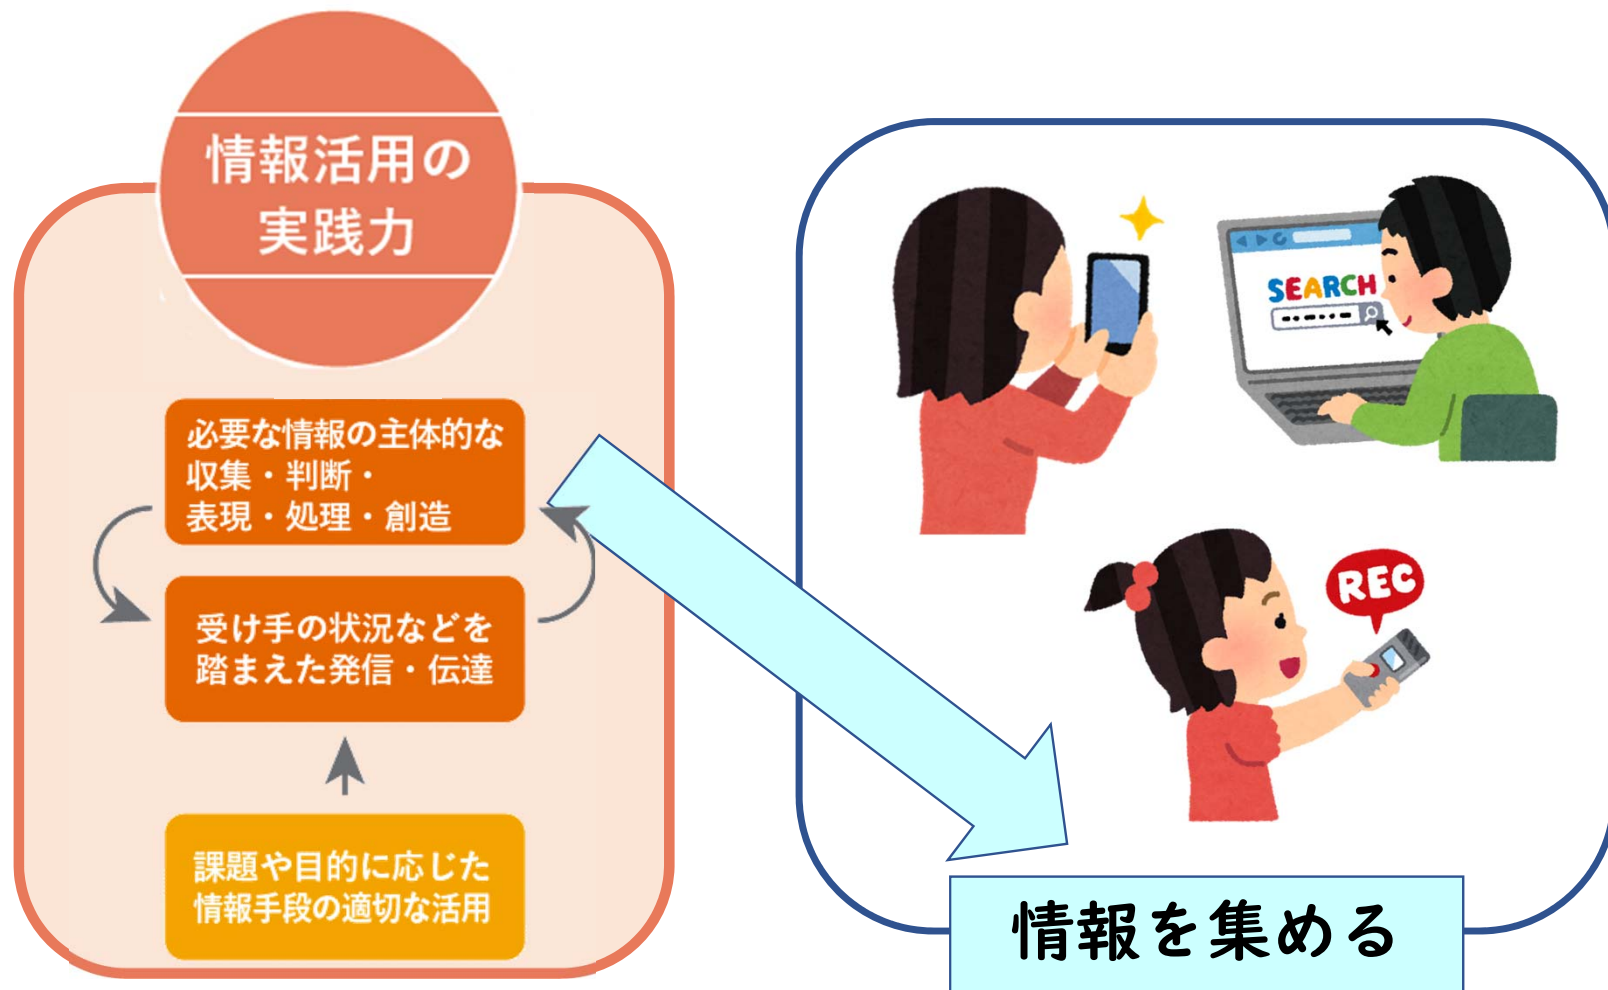 情報活用の
実践力
必要な情報の主体的な
収集・判断・
表現・処理・創造
受け手の状況などを
踏まえた発信・伝達
課題や目的に応じた
情報手段の適切な活用
SEARCH
REC
情報を集める